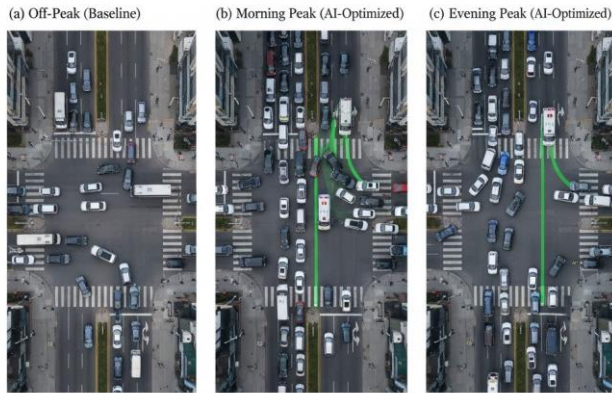 (a) Off-Peak (Baseline)
(b) Morning Peak (AI-Optimized)
(c) Evening Peak (AI-Optimized)